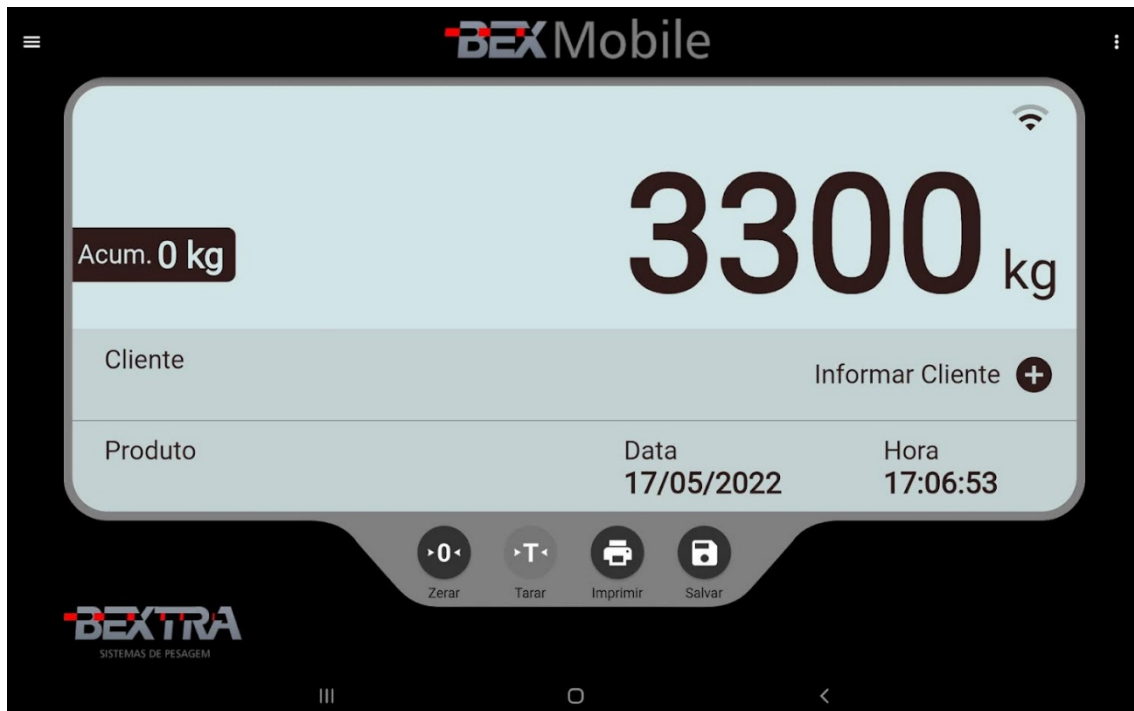 BEX Mobile
3300 kg
Acum. 0 kg
Cliente
Informar Cliente
Produto
Data
17/05/2022
Hora
17:06:53
0
T
Zerar
Tarar
Imprimir
Salvar
BEXTRA
SISTEMAS DE PESAGEM